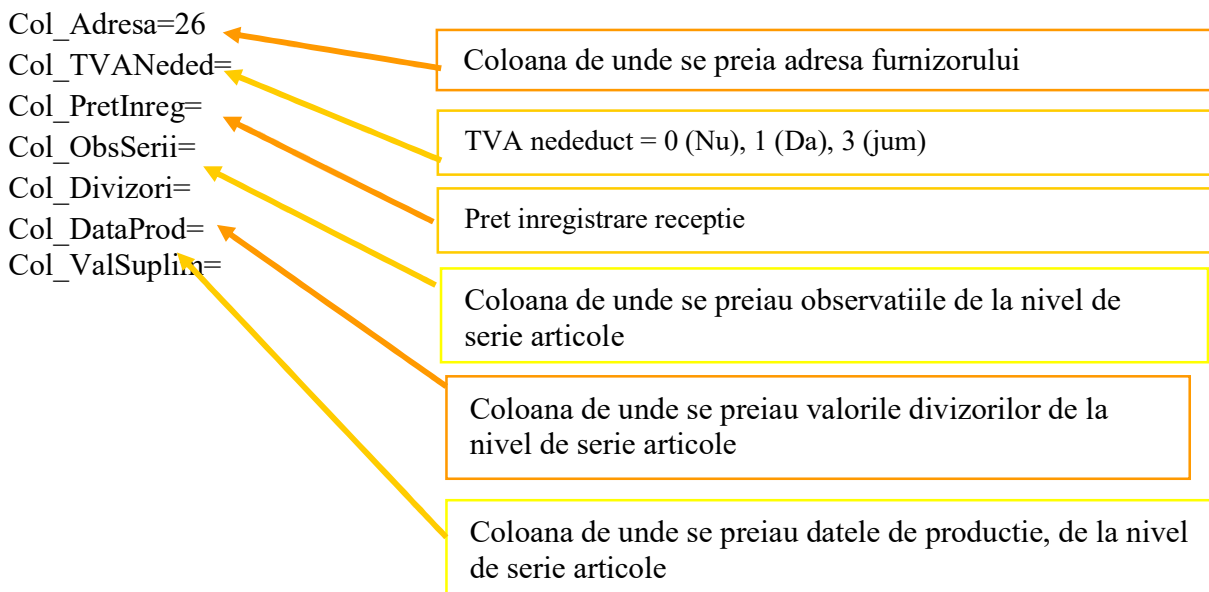 Col_Adresa=26
Col_TVANeded=
Col_PretInreg=
Col_ObsSerii=
Col_Divizori=
Col_DataProd=
Col_ValSuplim=
Coloana de unde se preia adresa furnizorului
TVA nededuct = 0 (Nu), 1 (Da), 3 (jum)
Pret inregistrare receptie
Coloana de unde se preiau observatiile de la nivel de
serie articole
Coloana de unde se preiau valorile divizorilor de la
nivel de serie articole
Coloana de unde se preiau datele de productie, de la nivel
de serie articole